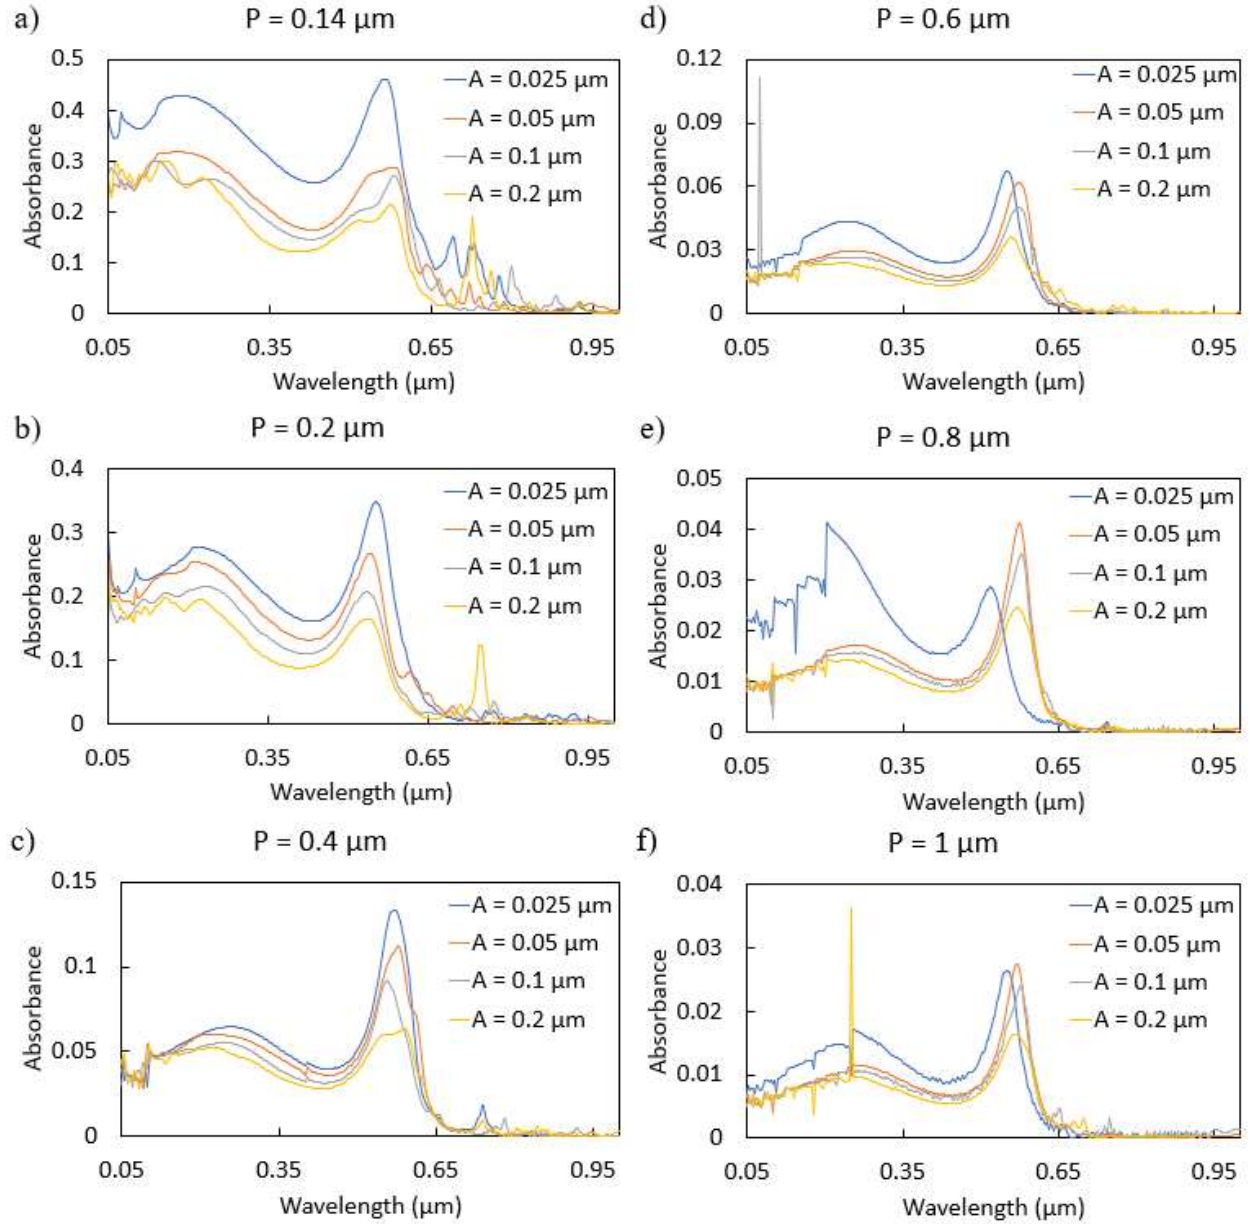 a)
P = 0.14 µm
0.5
0.4
0.3
0.2
0.1
0
Absorbance
A = 0.025 µm
A = 0.05 µm
A = 0.1 µm
A = 0.2 µm
0.05
0.35
0.65
0.95
Wavelength (µm)
b)
P = 0.2 µm
0.4
0.3
0.2
0.1
0
Absorbance
A = 0.025 µm
A = 0.05 µm
A = 0.1 µm
A = 0.2 µm
0.05
0.35
0.65
0.95
Wavelength (µm)
c)
P = 0.4 µm
0.15
0.1
0.05
0
Absorbance
A = 0.025 µm
A = 0.05 µm
A = 0.1 µm
A = 0.2 µm
0.05
0.35
0.65
0.95
Wavelength (µm)
d)
P = 0.6 µm
0.12
0.09
0.06
0.03
0
Absorbance
A = 0.025 µm
A = 0.05 µm
A = 0.1 µm
A = 0.2 µm
0.05
0.35
0.65
0.95
Wavelength (µm)
e)
P = 0.8 µm
0.05
0.04
0.03
0.02
0.01
0
Absorbance
A = 0.025 µm
A = 0.05 µm
A = 0.1 µm
A = 0.2 µm
0.05
0.35
0.65
0.95
Wavelength (µm)
f)
P = 1 µm
0.04
0.03
0.02
0.01
0
Absorbance
A = 0.025 µm
A = 0.05 µm
A = 0.1 µm
A = 0.2 µm
0.05
0.35
0.65
0.95
Wavelength (µm)